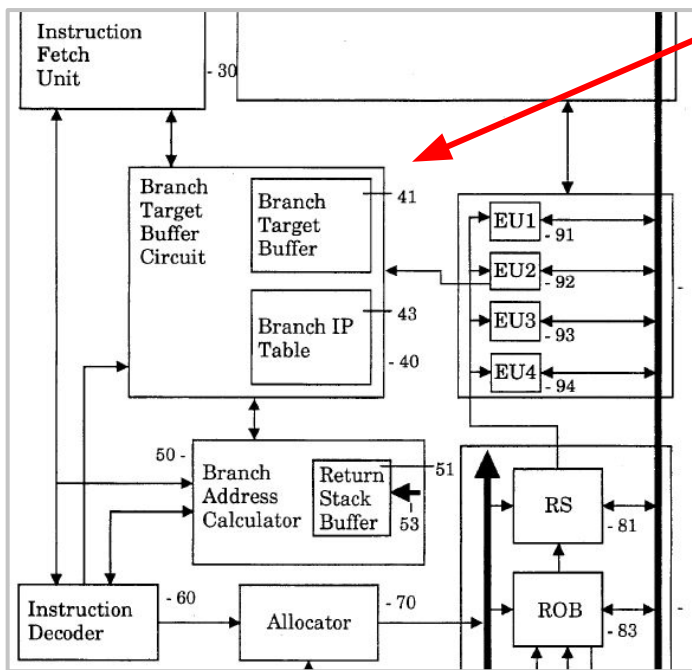 Instruction
Fetch
Unit
- 30
Branch
Target
Buffer
Circuit
Branch
Target
Buffer
41
Branch IP
Table
43
- 40
EU1
- 91
EU2
- 92
EU3
- 93
EU4
- 94
50 -
Branch
Address
Calculator
Return
Stack
Buffer
51
53
RS
- 81
Instruction
Decoder
- 60
Allocator
- 70
ROB
- 83